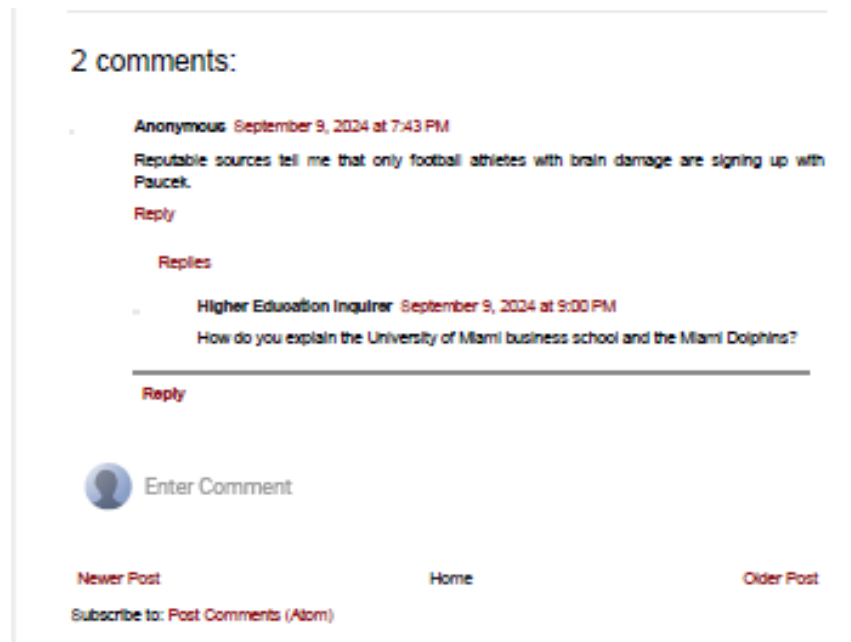 2 comments:
Anonymous September 9, 2024 at 7:43 PM
Reputable sources tell me that only football athletes with brain damage are signing up with
Paucek.
Reply
Replies
Higher Education Inquirer September 9, 2024 at 9:00 PM
How do you explain the University of Miami business school and the Miami Dolphins?
Reply
Enter Comment
Newer Post Home Older Post
Subscribe to: Post Comments (Atom)